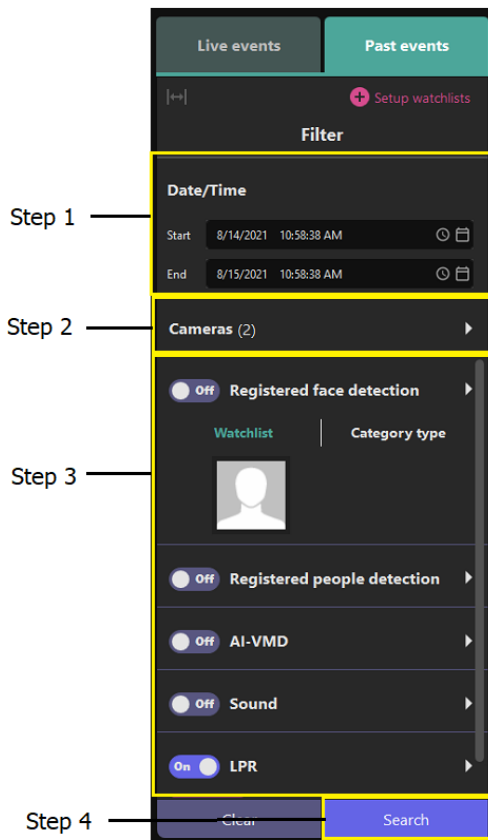 Live events
Past events
Setup watchlists
Filter
Step 1
Date/Time
Start 8/14/2021 10:58:38 AM
End 8/15/2021 10:58:38 AM
Step 2
Cameras (2)
Step 3
Off Registered face detection
Watchlist
Category type
Off Registered people detection
Off AI-VMD
Off Sound
On LPR
Step 4
Clear
Search